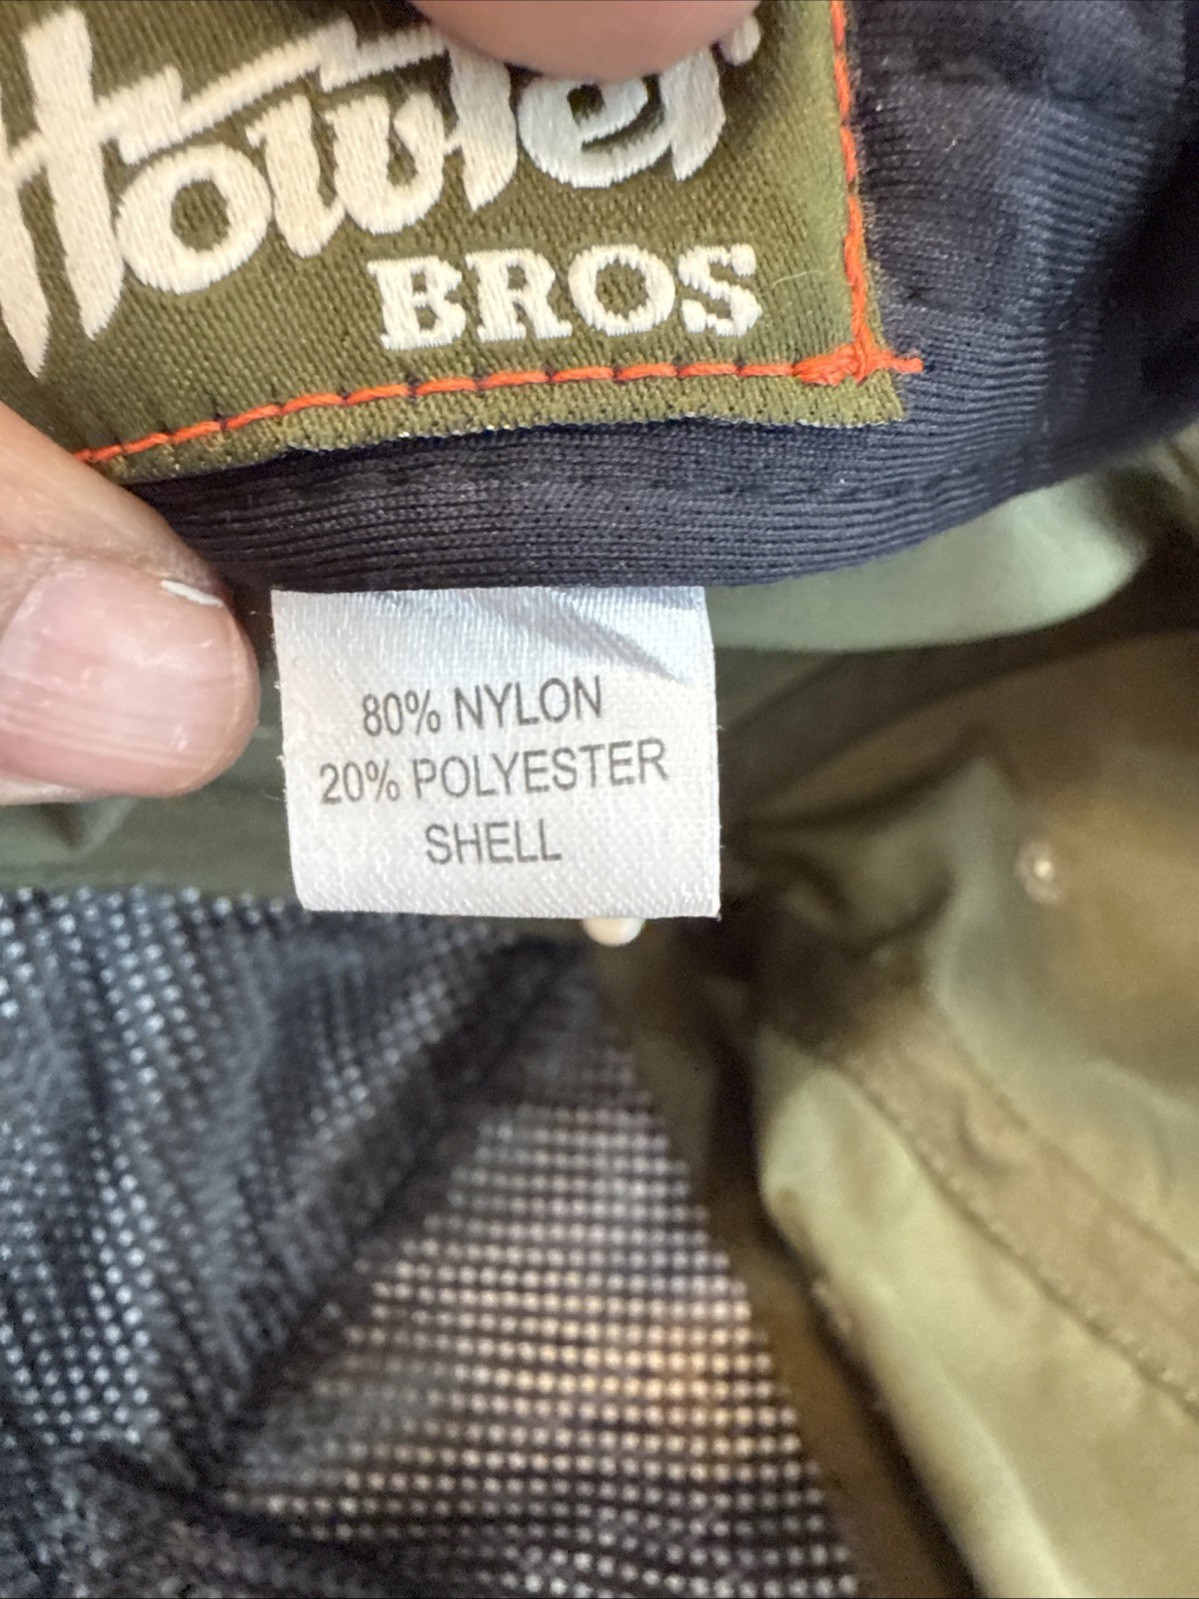 Howler
BROS
80% NYLON
20% POLYESTER
SHELL